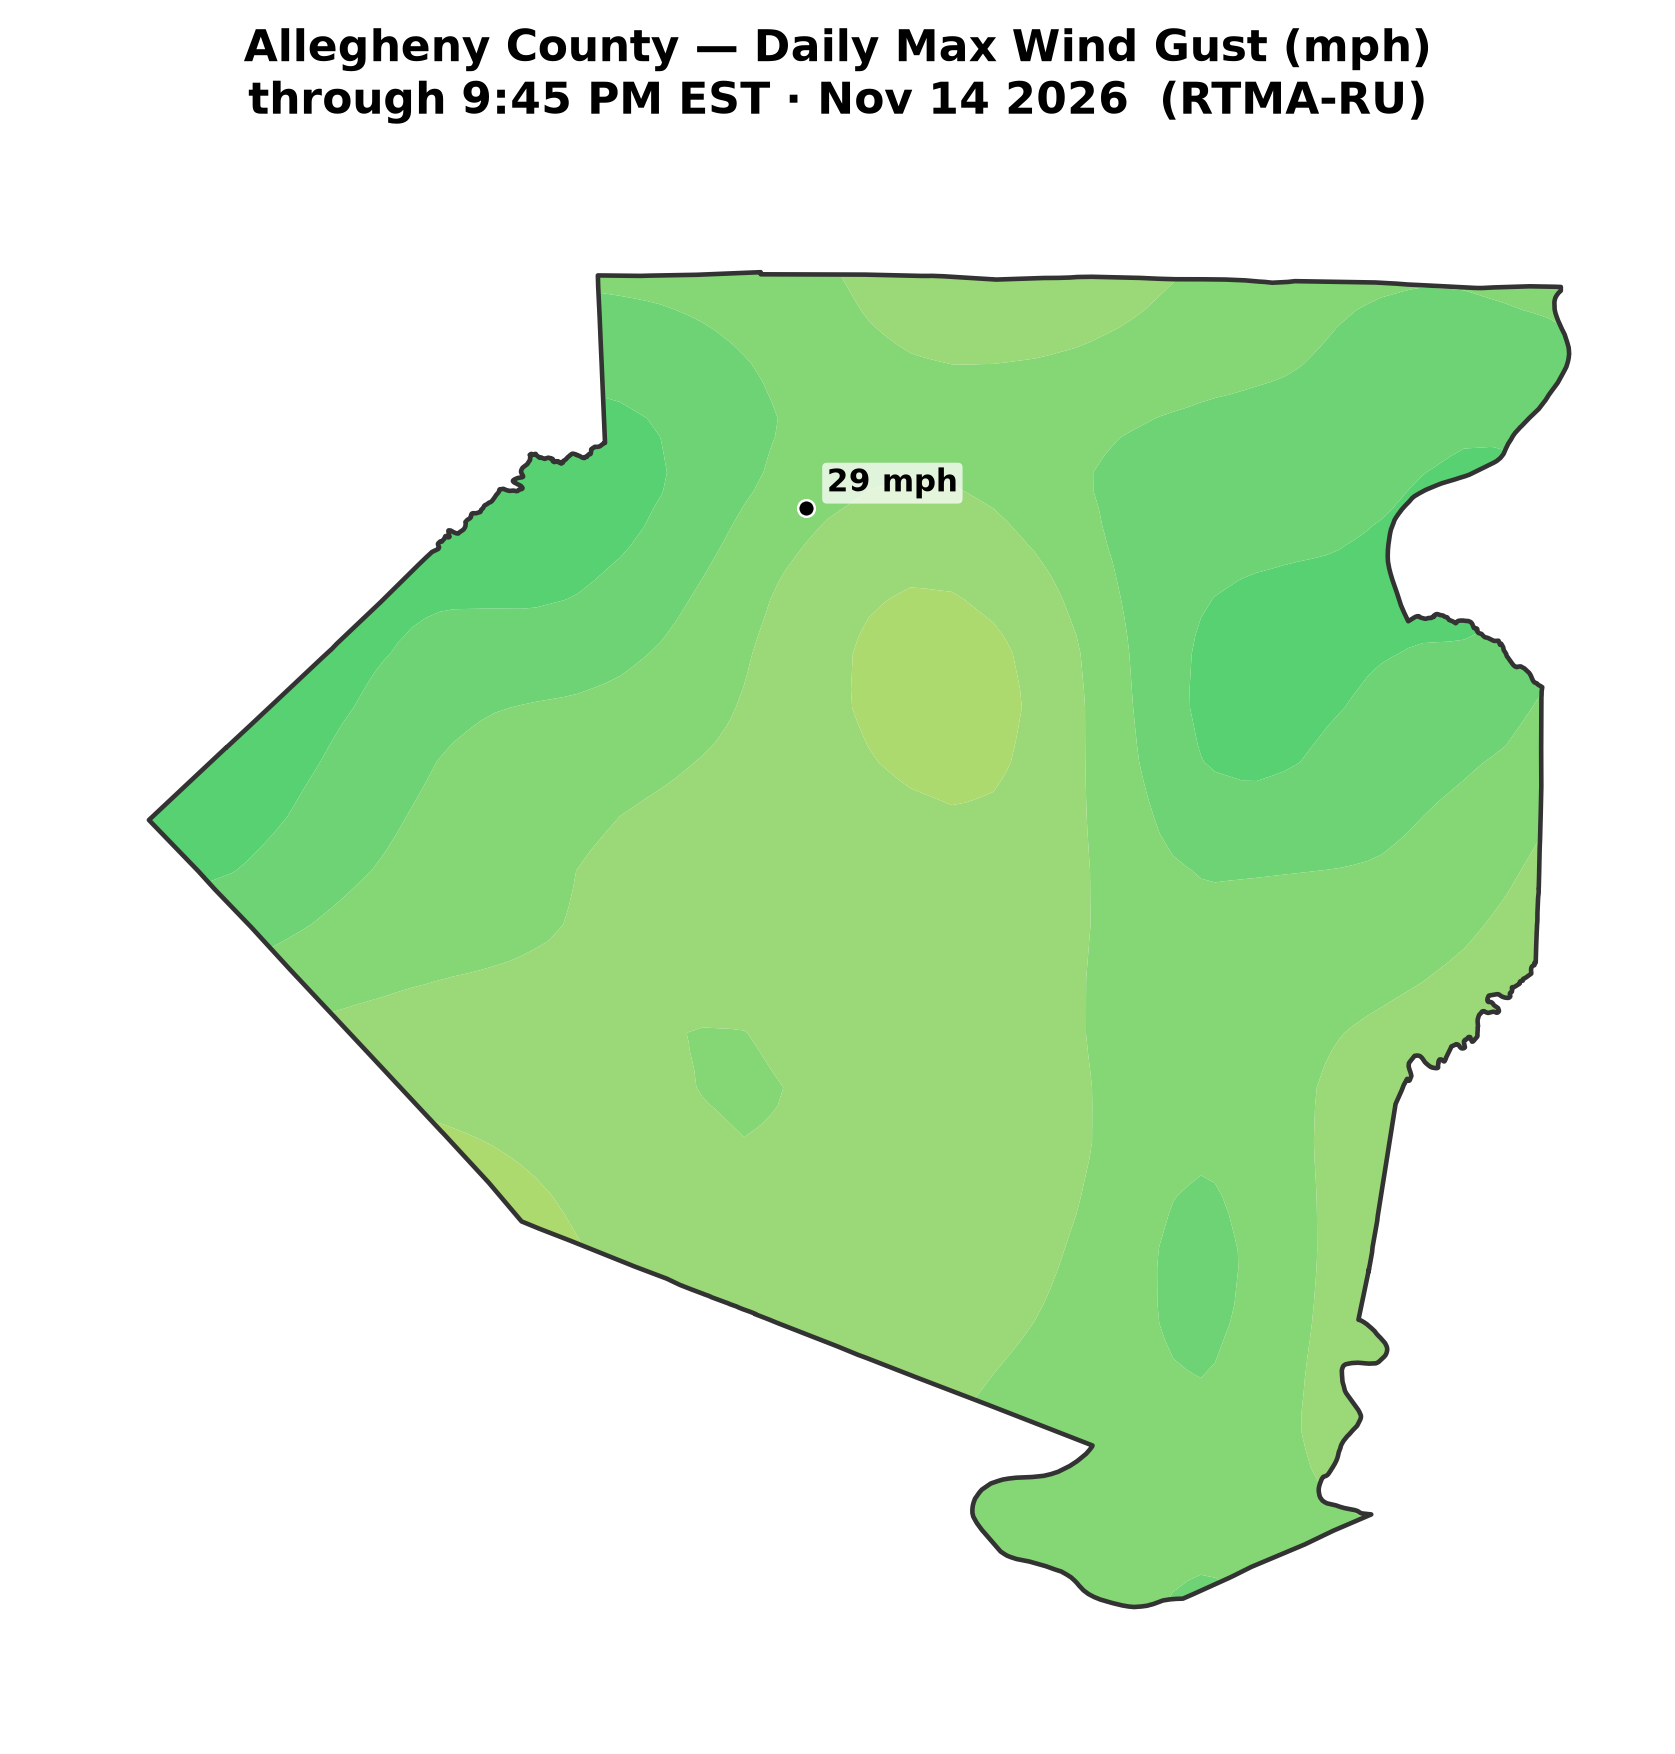 Allegheny County — Daily Max Wind Gust (mph)
through 9:45 PM EST · Nov 14 2026 (RTMA-RU)
29 mph